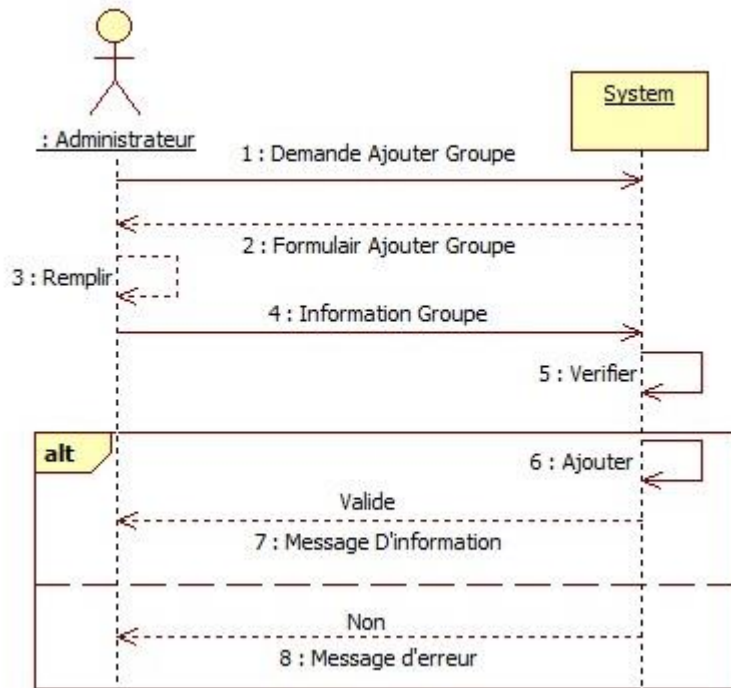 : Administrateur
System
1 : Demande Ajouter Groupe
2 : Formulair Ajouter Groupe
3 : Remplir
4 : Information Groupe
5 : Verifier
alt
6 : Ajouter
Valide
7 : Message D'information
Non
8 : Message d'erreur